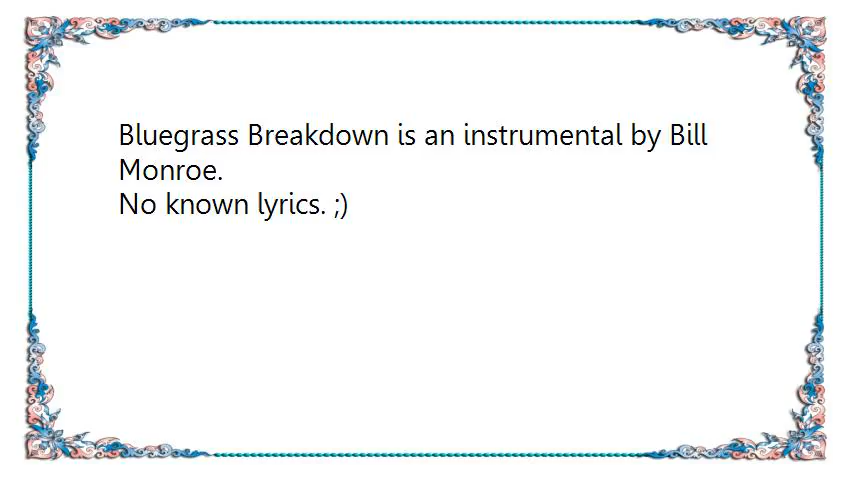 Bluegrass Breakdown is an instrumental by Bill
Monroe.
No known lyrics. ;)